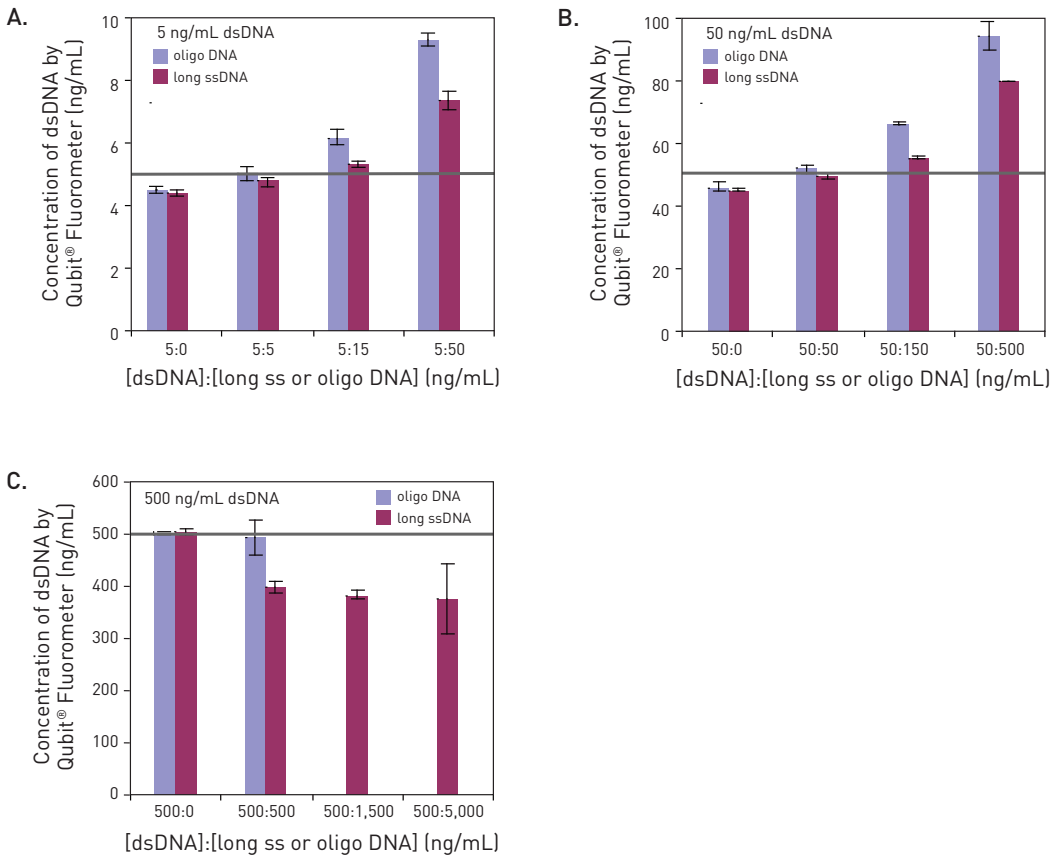 A.
Concentration of dsDNA by
Qubit® Fluorometer (ng/mL)
10
8
6
4
2
0
5 ng/mL dsDNA
oligo DNA
long ssDNA
5:0
5:5
5:15
5:50
[dsDNA]:[long ss or oligo DNA] (ng/mL)
B.
Concentration of dsDNA by
Qubit® Fluorometer (ng/mL)
100
80
60
40
20
0
50 ng/mL dsDNA
oligo DNA
long ssDNA
50:0
50:50
50:150
50:500
[dsDNA]:[long ss or oligo DNA] (ng/mL)
C.
Concentration of dsDNA by
Qubit® Fluorometer (ng/mL)
600
500
400
300
200
100
0
500 ng/mL dsDNA
oligo DNA
long ssDNA
500:0
500:500
500:1,500
500:5,000
[dsDNA]:[long ss or oligo DNA] (ng/mL)